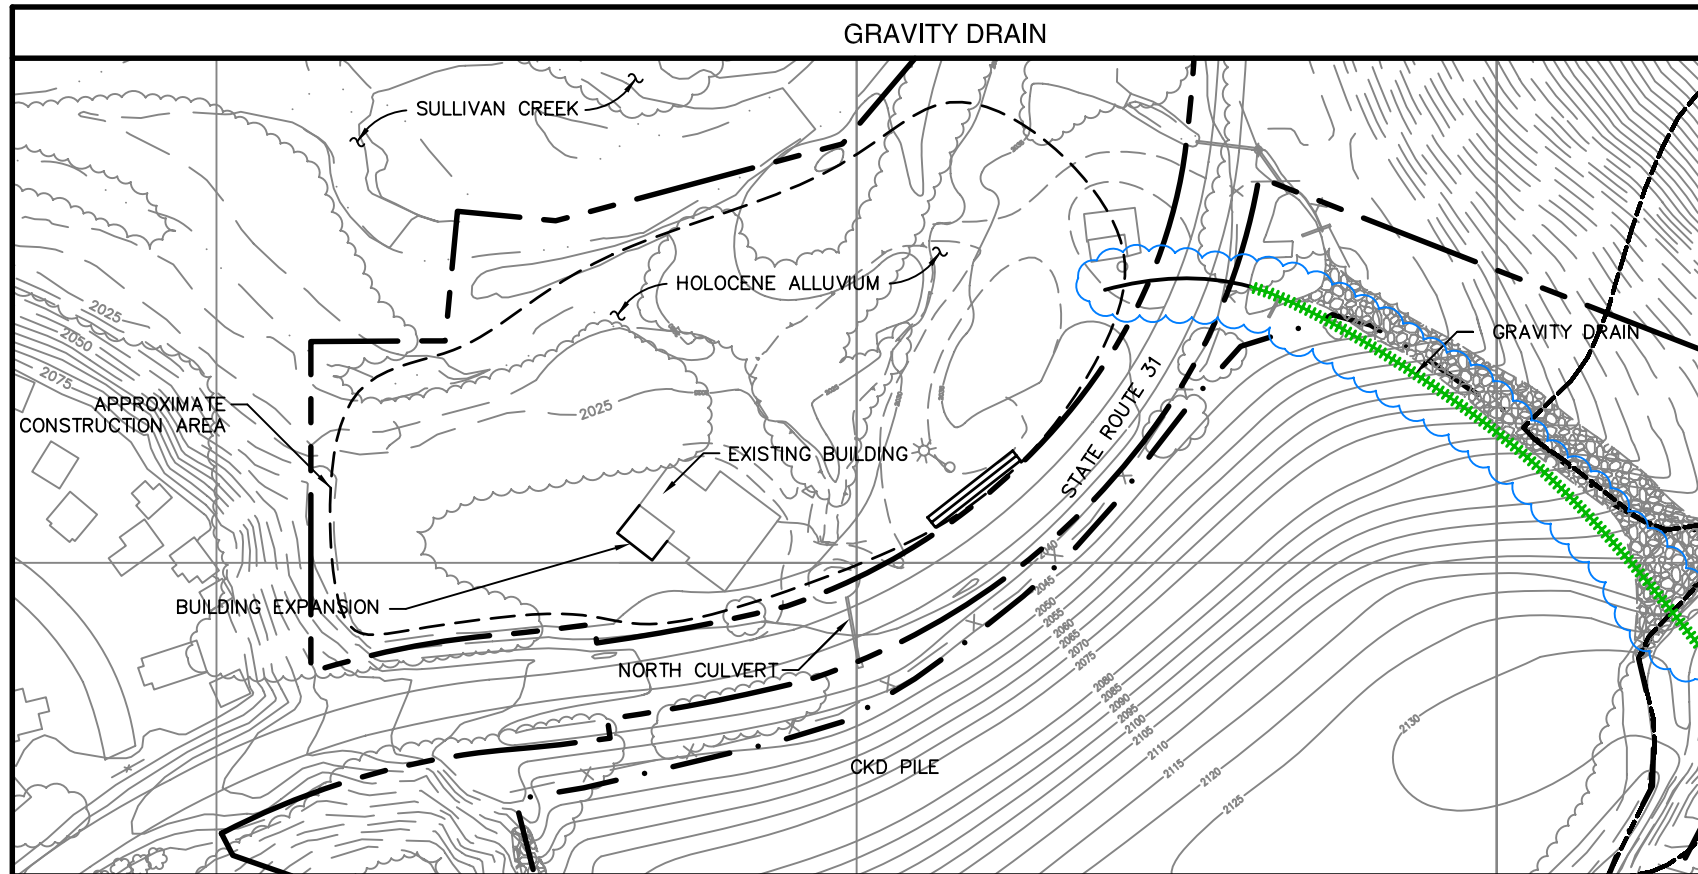 GRAVITY DRAIN
SULLIVAN CREEK
HOLOCENE ALLUVIUM
2025
2050
2075
GRAVITY DRAIN
STATE ROUTE 31
APPROXIMATE
CONSTRUCTION AREA
2025
EXISTING BUILDING
BUILDING EXPANSION
NORTH CULVERT
2040
2045
2050
2055
2060
2065
2070
2075
2080
2085
2090
2095
2100
2105
2110
2115
2120
2125
2130
CKD PILE